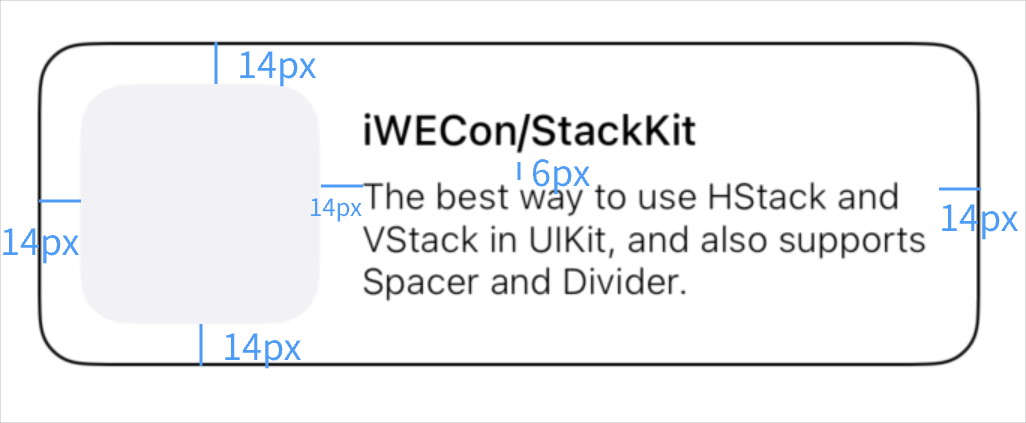 14px
iWECon/StackKit
6px
The best way to use HStack and
14px
14px
14px
VStack in UIKit, and also supports
Spacer and Divider.
14px